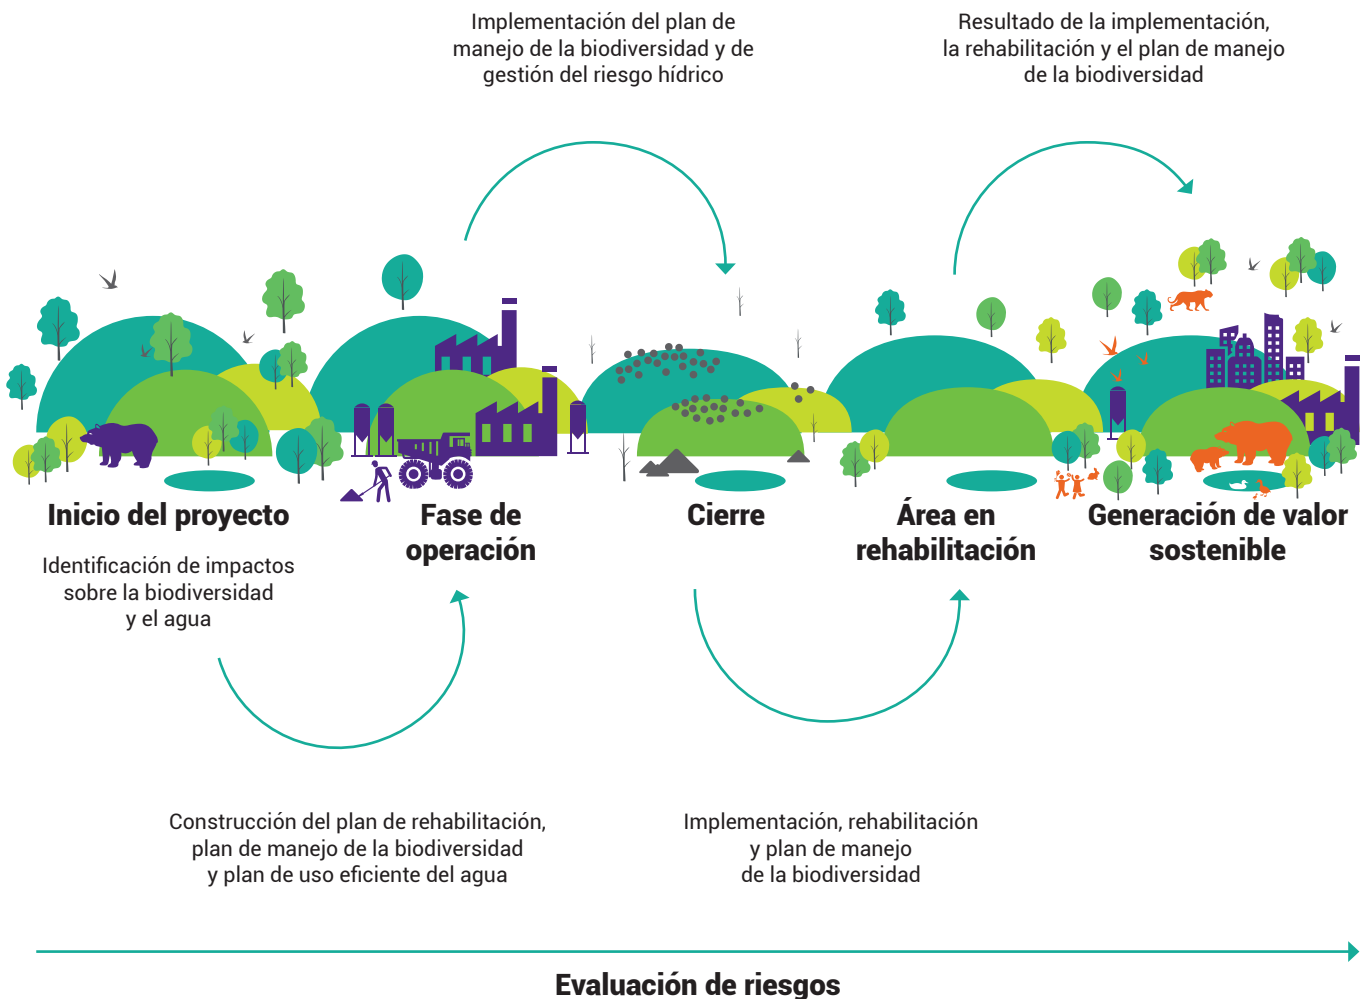 Implementación del plan de
manejo de la biodiversidad y de
gestión del riesgo hídrico
Resultado de la implementación,
la rehabilitación y el plan de manejo
de la biodiversidad
Inicio del proyecto
Identificación de impactos
sobre la biodiversidad
y el agua
Fase de
operación
Cierre
Área en
rehabilitación
Generación de valor
sostenible
Construcción del plan de rehabilitación,
plan de manejo de la biodiversidad
y plan de uso eficiente del agua
Implementación, rehabilitación
y plan de manejo
de la biodiversidad
Evaluación de riesgos